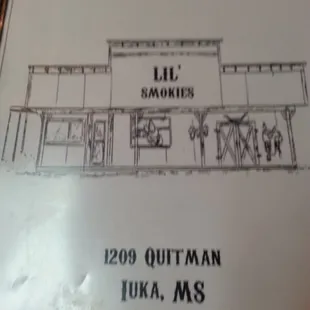 LIL'
SMOKIES
1209 QUITMAN
IUKA, MS